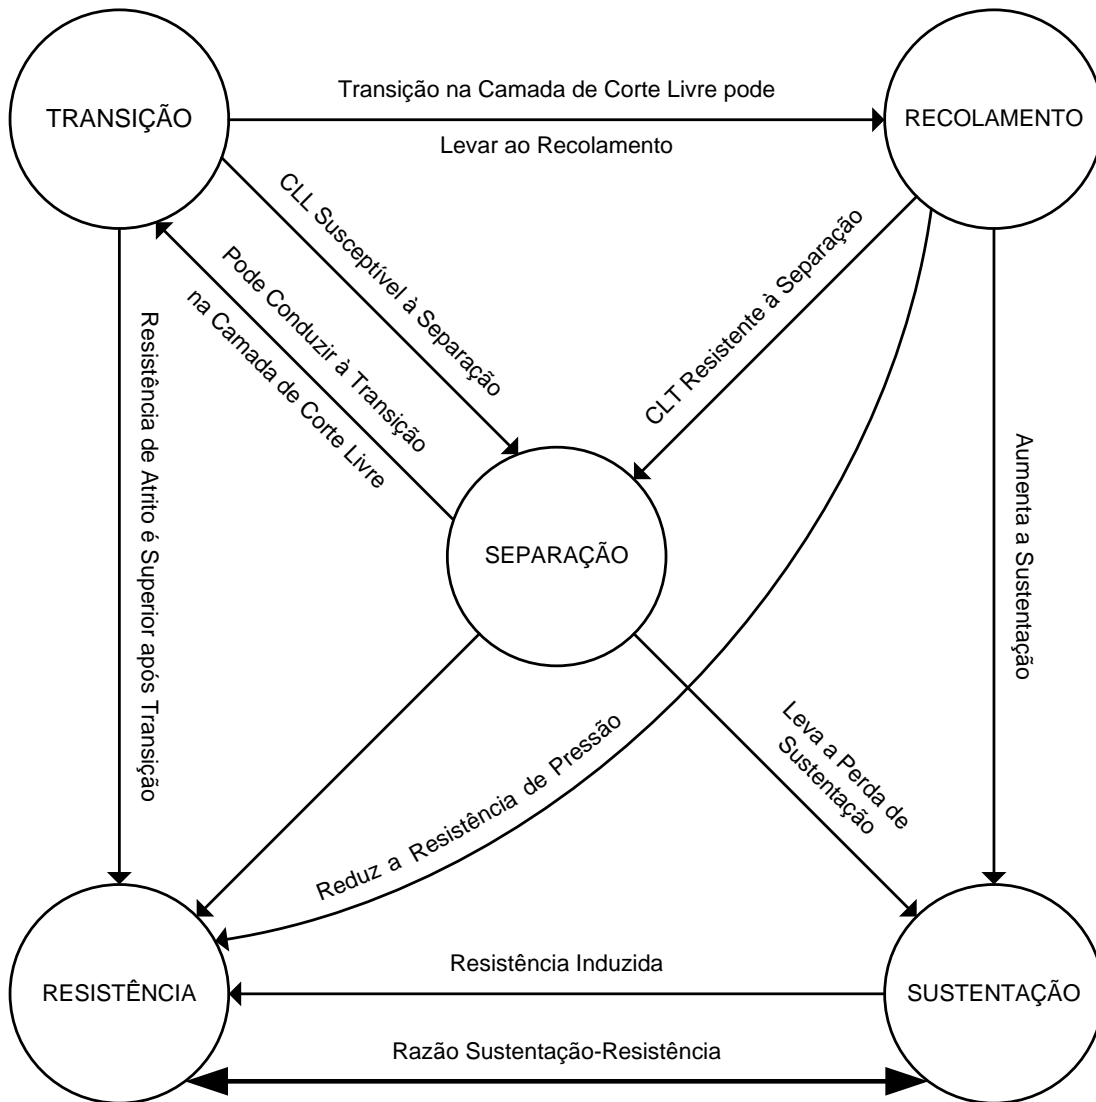 TRANSIÇÃO
Transição na Camada de Corte Livre pode
Levar ao Recolamento
RECOLAMENTO
CLL Susceptível à Separação
Pode Conduzir à Transição
na Camada de Corte Livre
CLT Resistente à Separação
Resistência de Atrito é Superior após Transição
Aumenta a Sustentação
SEPARAÇÃO
Leva a Perda de
Sustentação
Reduz a Resistência de Pressão
RESISTÊNCIA
Resistência Induzida
SUSTENTAÇÃO
Razão Sustentação-Resistência